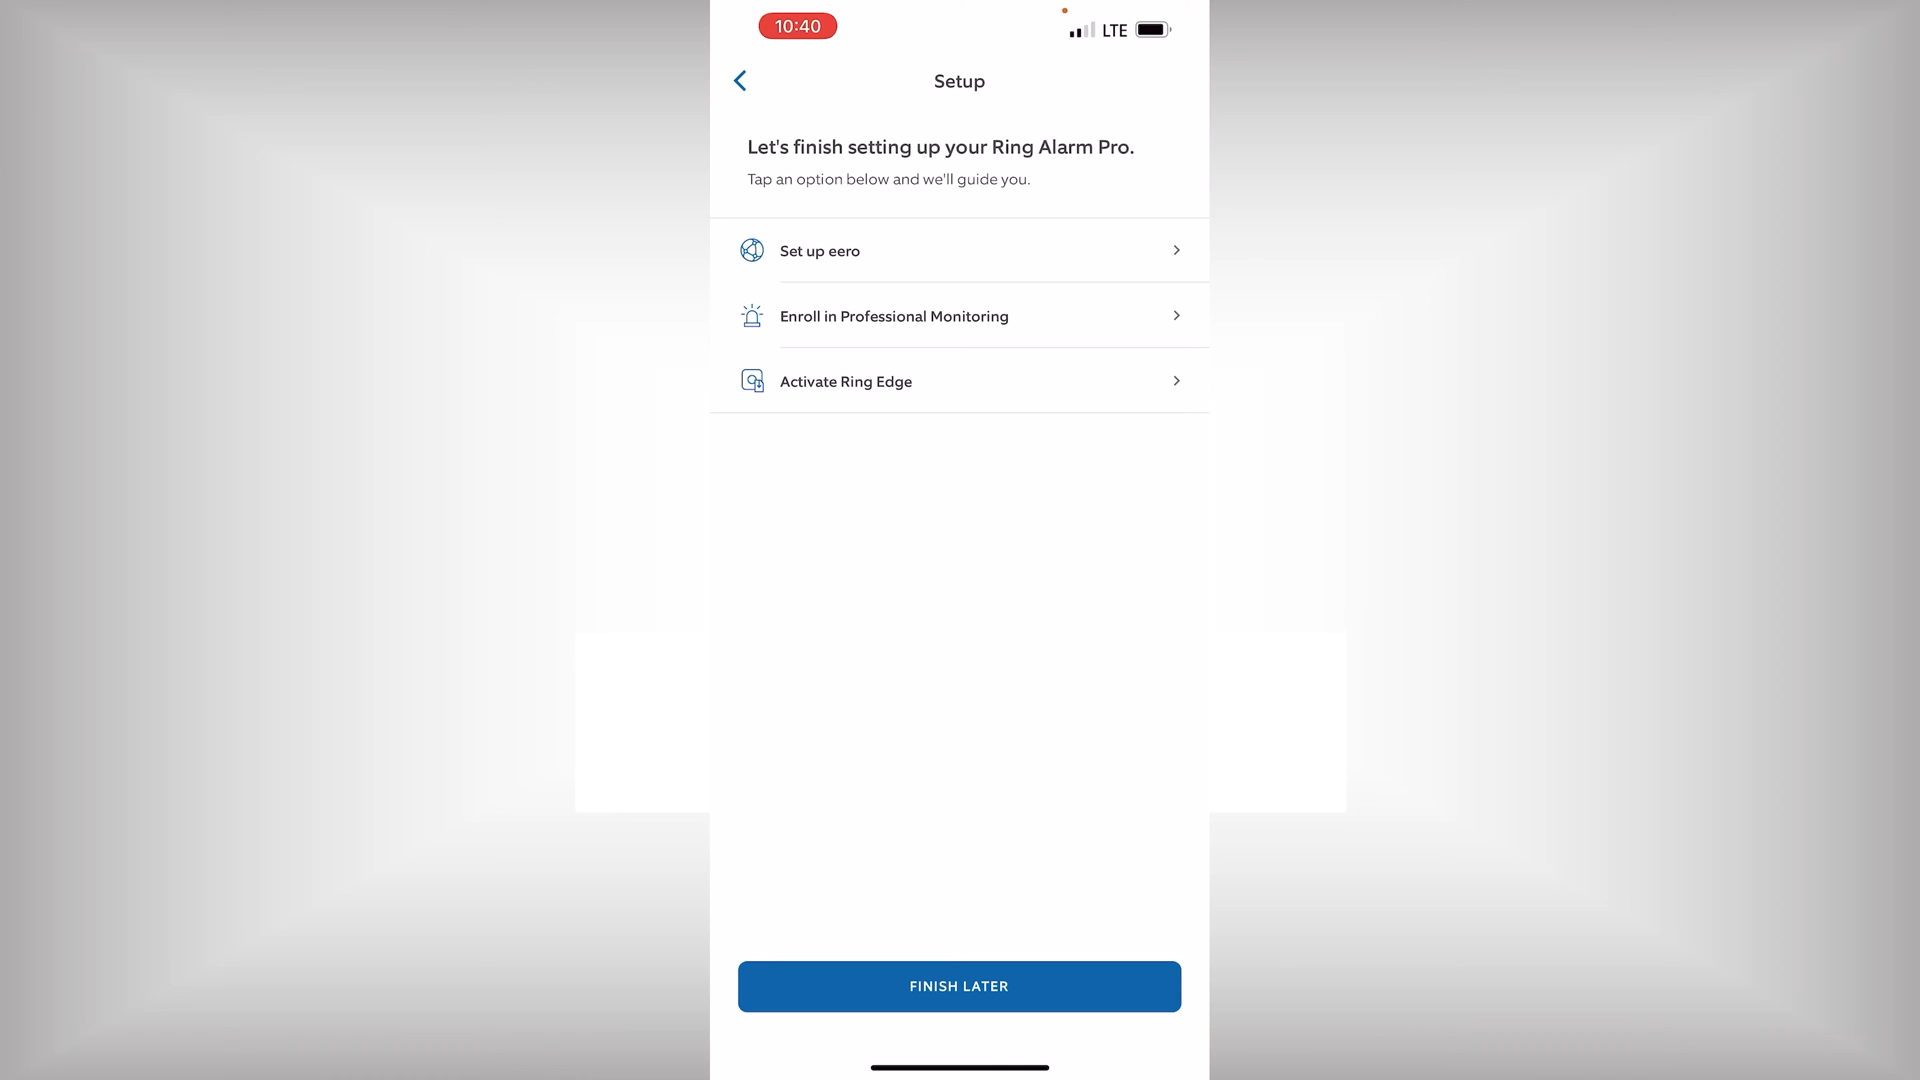 10:40
LTE
Setup
Let's finish setting up your Ring Alarm Pro.
Tap an option below and we'll guide you.
Set up eero
Enroll in Professional Monitoring
Activate Ring Edge
FINISH LATER